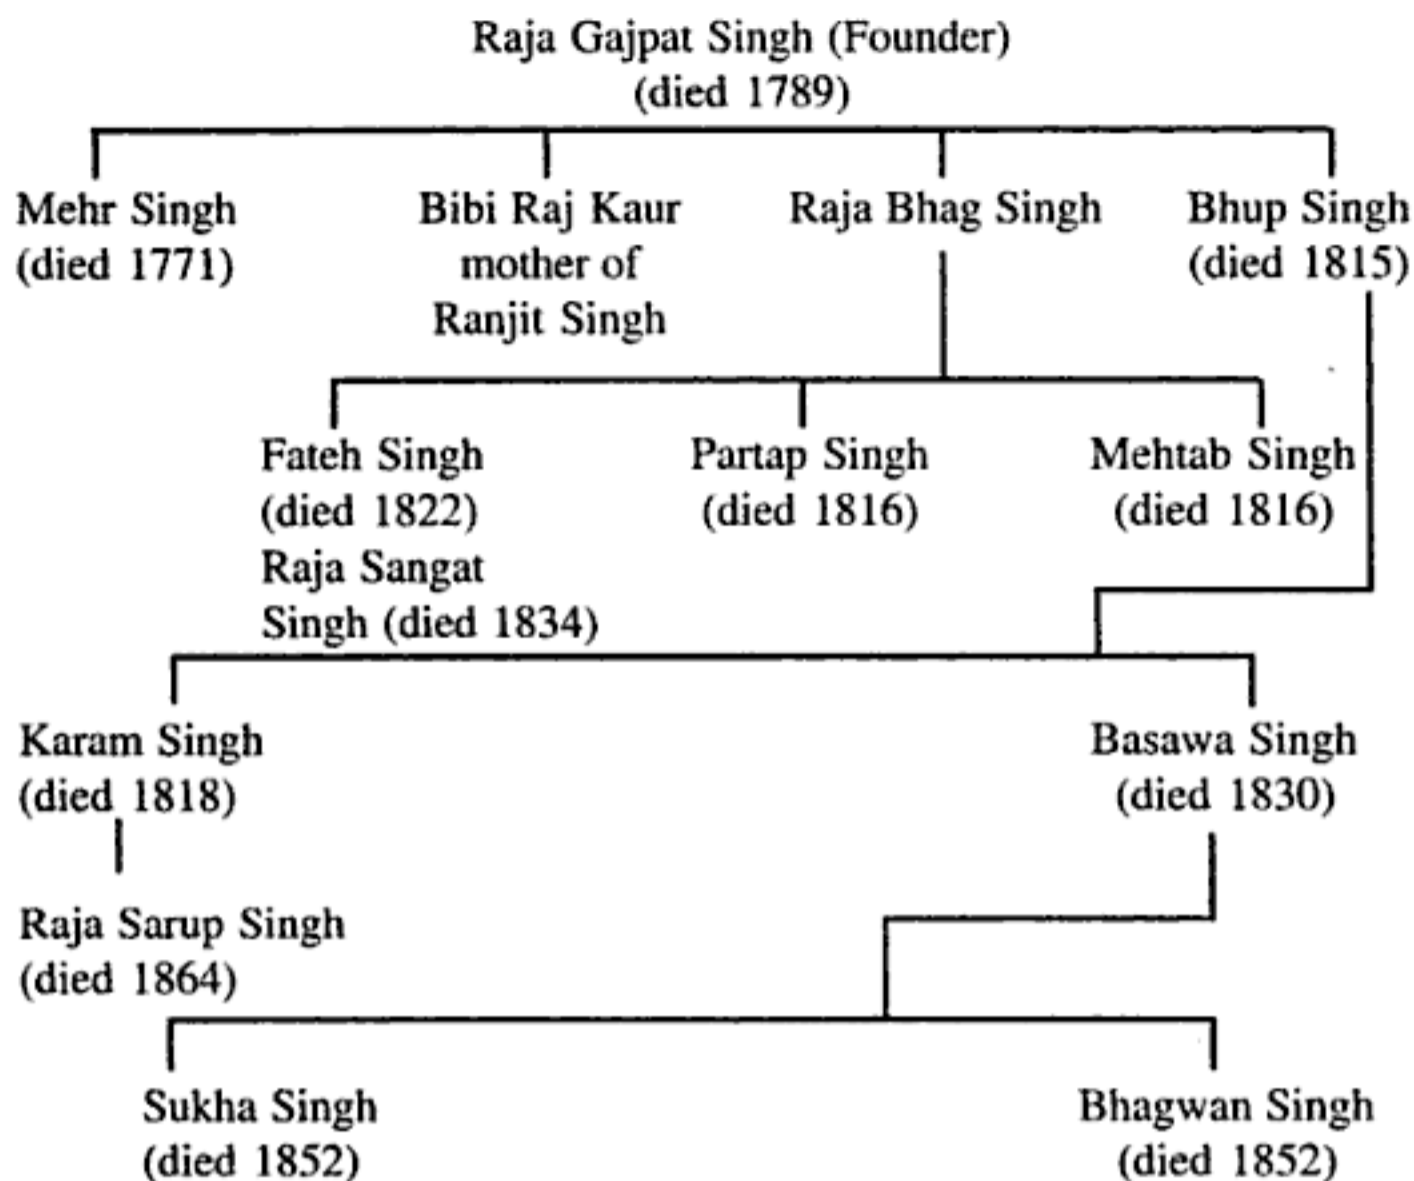 Raja Gajpat Singh (Founder)
(died 1789)
Mehr Singh
(died 1771)
Bibi Raj Kaur
mother of
Ranjit Singh
Raja Bhag Singh
Bhup Singh
(died 1815)
Fateh Singh
(died 1822)
Raja Sangat
Singh (died 1834)
Partap Singh
(died 1816)
Mehtab Singh
(died 1816)
Karam Singh
(died 1818)
Basawa Singh
(died 1830)
Raja Sarup Singh
(died 1864)
Sukha Singh
(died 1852)
Bhagwan Singh
(died 1852)